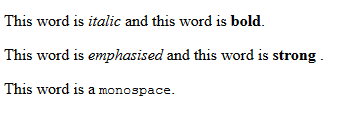 This word is italic and this word is bold.
This word is emphasised and this word is strong .
This word is a monospace.